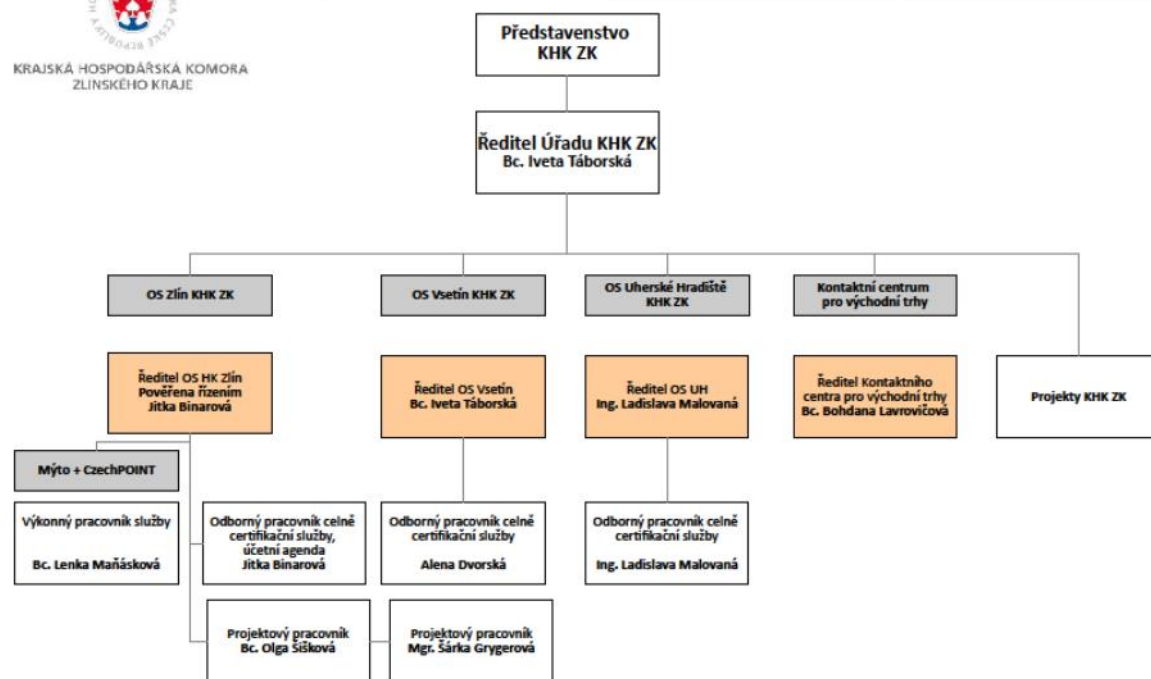 KRAJSKÁ HOSPODÁŘSKÁ KOMORA
ZLÍNSKÉHO KRAJE
Představenstvo
KHK ZK
Ředitel Úřadu KHK ZK
Bc. Iveta Táborská
OS Zlín KHK ZK
OS Vsetín KHK ZK
OS Uherské Hradiště
KHK ZK
Kontaktní centrum
pro východní trhy
Ředitel OS HK Zlín
Pověřena řízením
Jitka Binarová
Ředitel OS Vsetín
Bc. Iveta Táborská
Ředitel OS UH
Ing. Ladislava Malovaná
Ředitel Kontaktního
centra pro východní trhy
Bc. Bohdana Lavrovičová
Projekty KHK ZK
Mýto + CzechPOINT
Výkonný pracovník služby
Bc. Lenka Maňásková
Odborný pracovník celně
certifikační služby,
účetní agenda
Jitka Binarová
Odborný pracovník celně
certifikační služby
Alena Dvorská
Odborný pracovník celně
certifikační služby
Ing. Ladislava Malovaná
Projektový pracovník
Bc. Olga Šišková
Projektový pracovník
Mgr. Šárka Grygerová